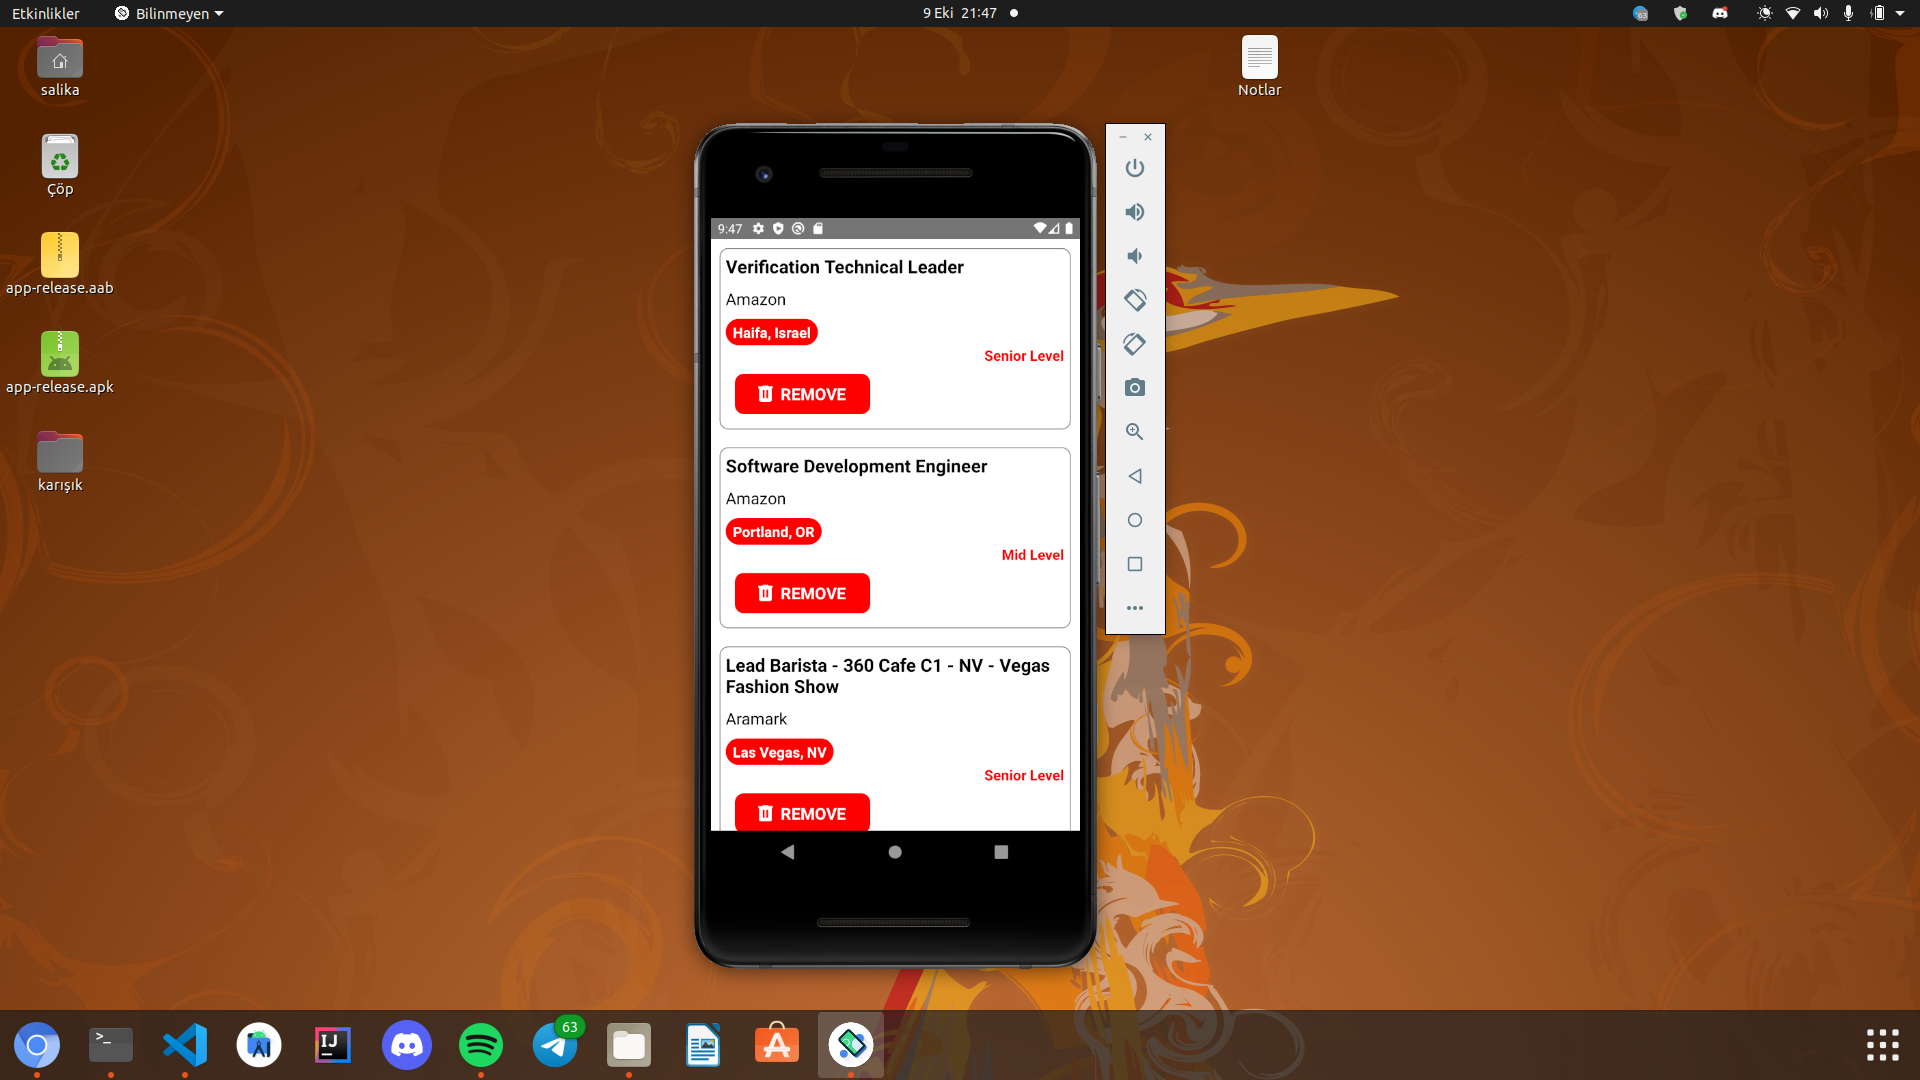 Etkinlikler
Bilinmeyen
9 Eki 21:47
63
salika
Çöp
app-release.aab
app-release.apk
karışık
Notlar
9:47
Verification Technical Leader
Amazon
Haifa, Israel
Senior Level
REMOVE
Software Development Engineer
Amazon
Portland, OR
Mid Level
REMOVE
Lead Barista - 360 Cafe C1 - NV - Vegas
Fashion Show
Aramark
Las Vegas, NV
Senior Level
REMOVE
>_
IJ
63